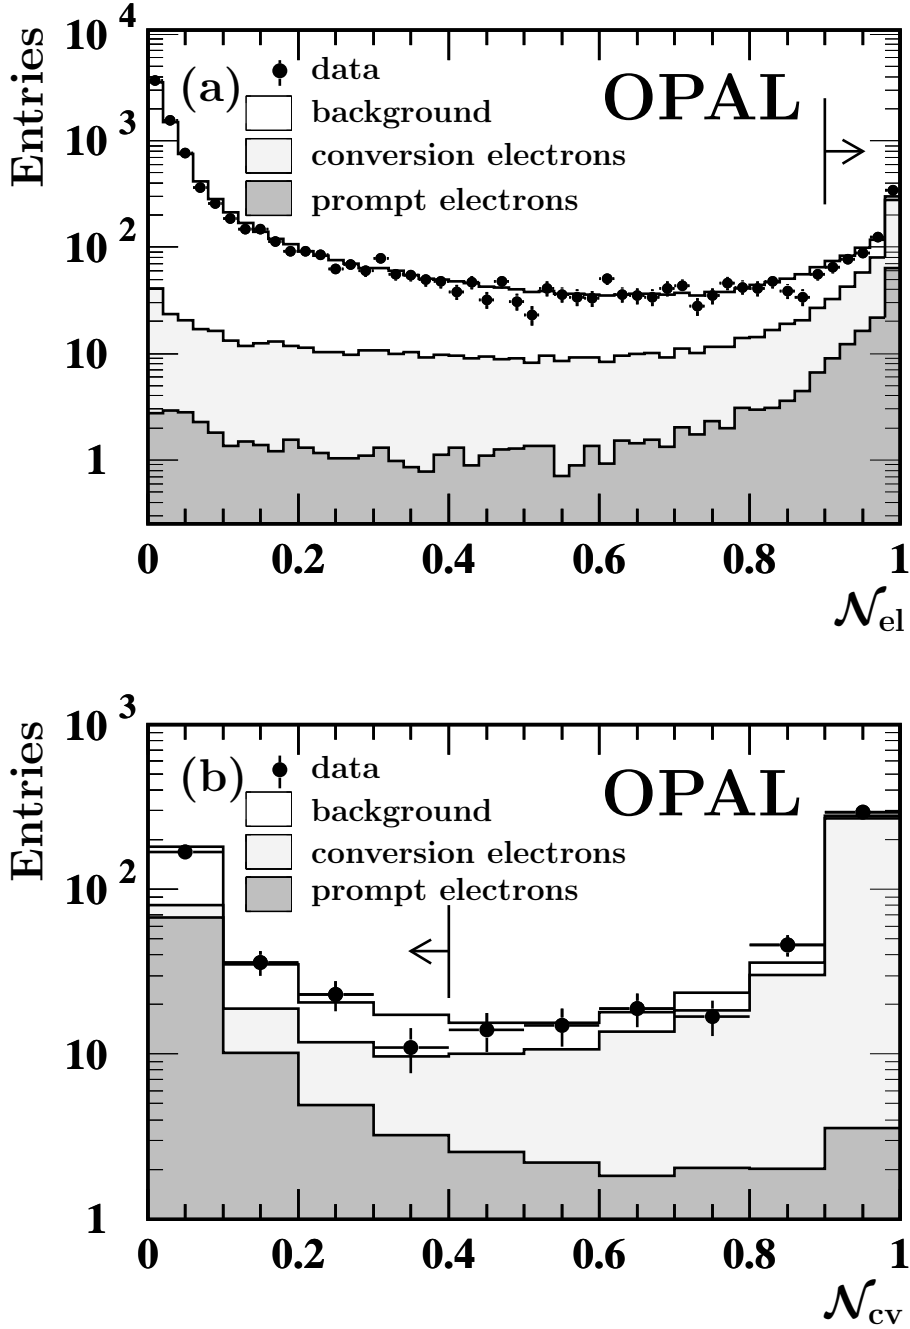 Entries
10 4
10 3
10 2
10
1
(a)
data
background
conversion electrons
prompt electrons
OPAL
0 0.2 0.4 0.6 0.8 1
𝒩el
Entries
10 3
10 2
10
1
(b)
data
background
conversion electrons
prompt electrons
OPAL
0 0.2 0.4 0.6 0.8 1
𝒩cv